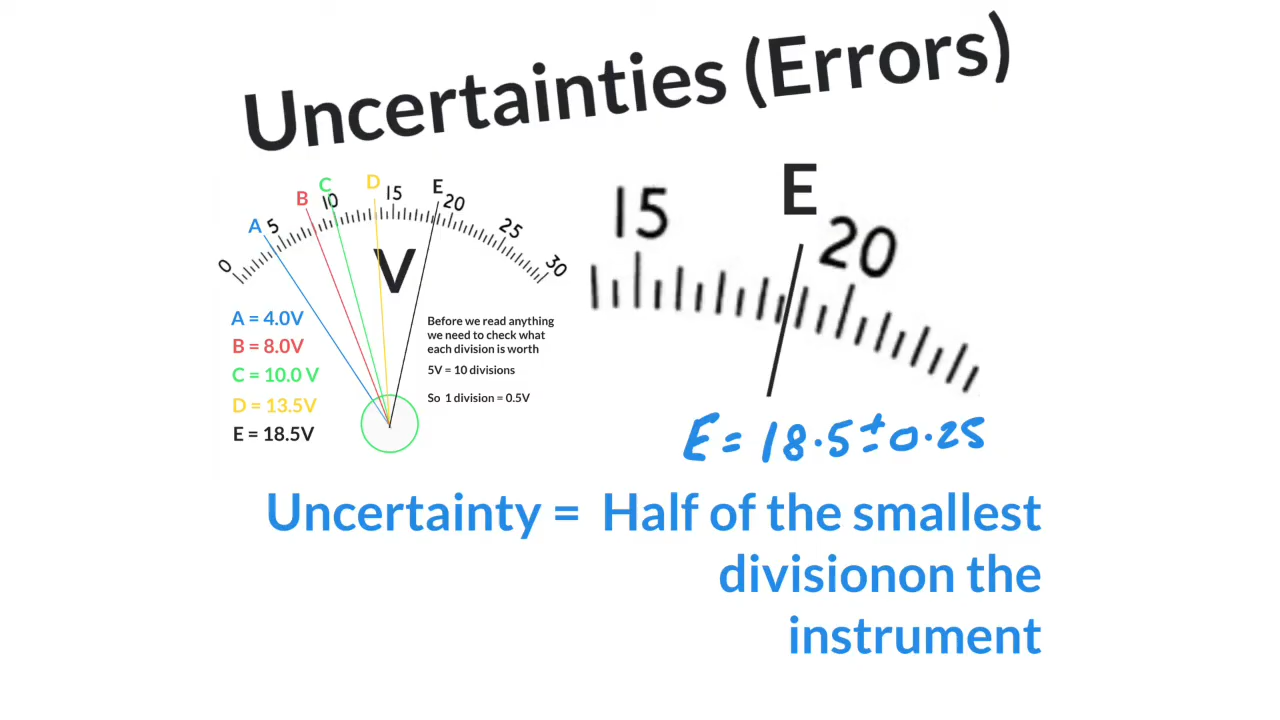 Uncertainties (Errors)
A
B
C
D
E
0
5
10
15
20
25
30
V
A = 4.0V
B = 8.0V
C = 10.0 V
D = 13.5V
E = 18.5V
Before we read anything
we need to check what
each division is worth
5V = 10 divisions
So 1 division = 0.5V
E
15
20
E = 18.5 ± 0.25
Uncertainty = Half of the smallest
divisionon the
instrument